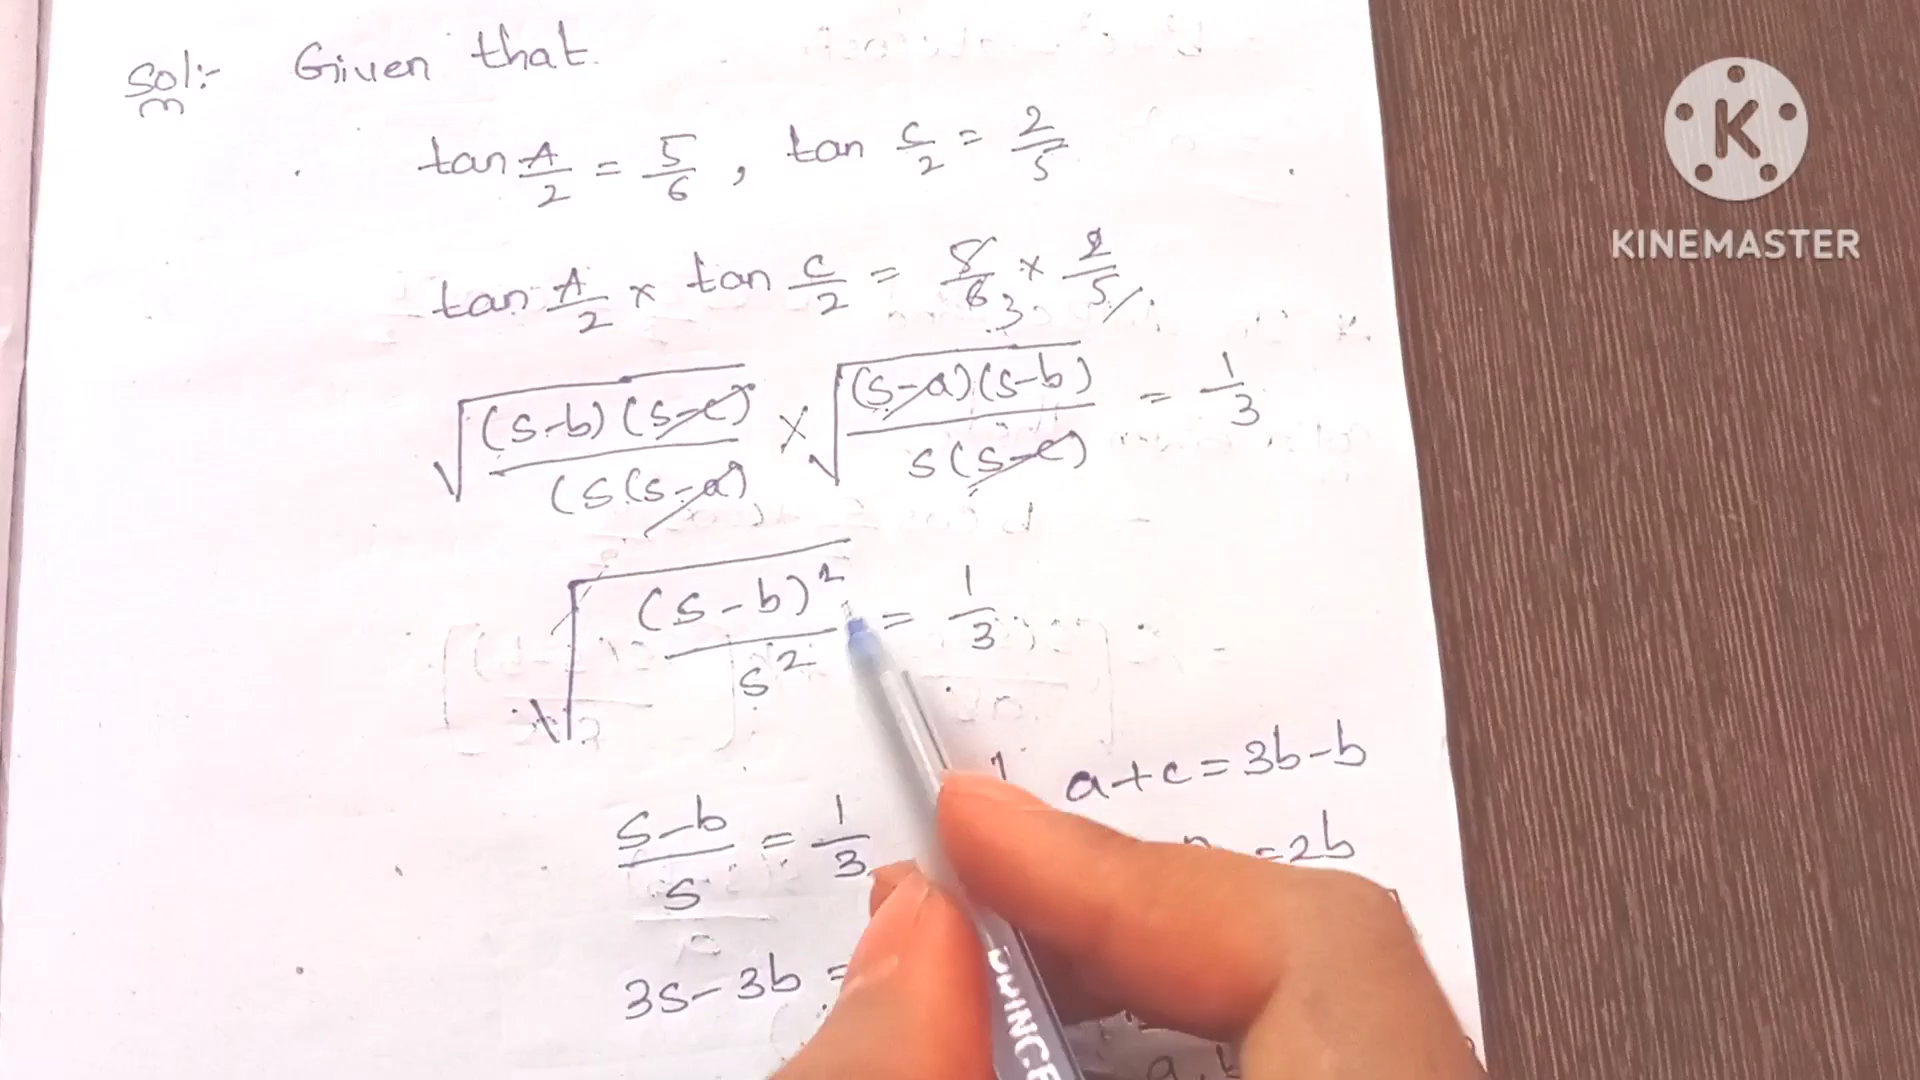 Sol:- Given that
tan A/2 = 5/6 , tan C/2 = 2/5
tan A/2 × tan C/2 = 5/6 3 × 2/5
√((s-b)(s-c)/(s(s-a)) × √((s-a)(s-b)/s(s-c)) = 1/3
√((s-b)²/s²) = 1/3
s-b/s = 1/3
3s-3b =
a+c = 3b-b
=2b
K
KINEMASTER